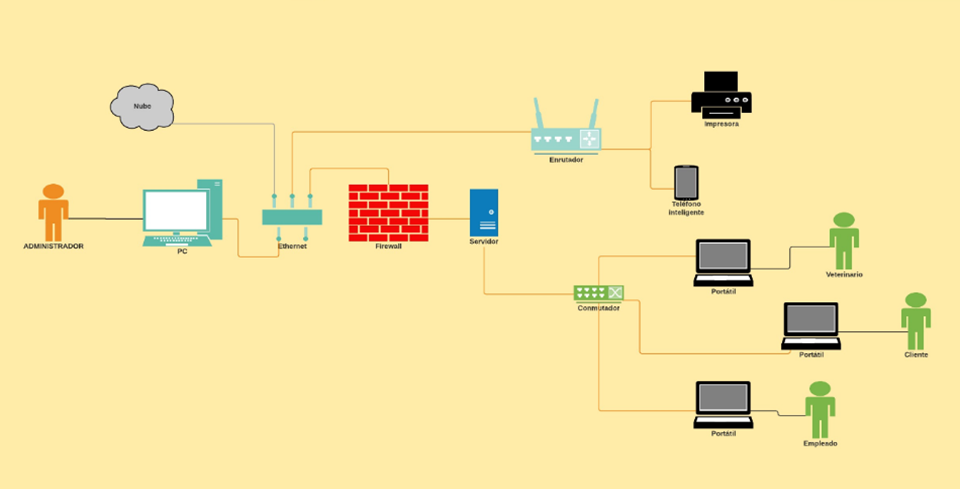 Nube
Impresora
Enrutador
Teléfono
inteligente
ADMINISTRADOR
PC
Ethernet
Firewall
Servidor
Veterinario
Portátil
Conmutador
Portátil
Cliente
Portátil
Empleado